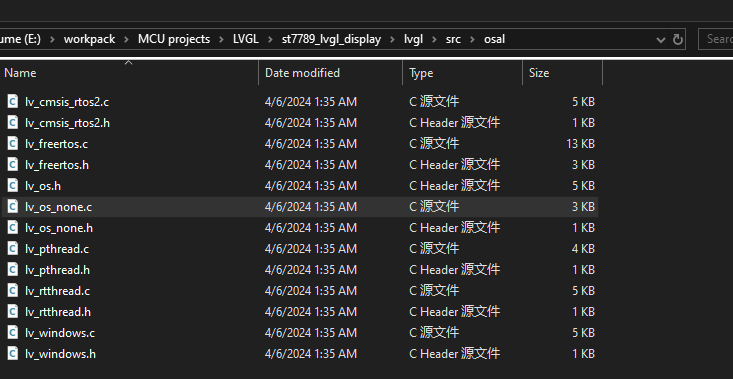 ume (E:) > workpack > MCU projects > LVGL > st7789_lvgl_display > lvgl > src > osal Searc
Name Date modified Type Size
lv_cmsis_rtos2.c 4/6/2024 1:35 AM C 源文件 5 KB
lv_cmsis_rtos2.h 4/6/2024 1:35 AM C Header 源文件 1 KB
lv_freertos.c 4/6/2024 1:35 AM C 源文件 13 KB
lv_freertos.h 4/6/2024 1:35 AM C Header 源文件 3 KB
lv_os.h 4/6/2024 1:35 AM C Header 源文件 5 KB
lv_os_none.c 4/6/2024 1:35 AM C 源文件 3 KB
lv_os_none.h 4/6/2024 1:35 AM C Header 源文件 1 KB
lv_pthread.c 4/6/2024 1:35 AM C 源文件 4 KB
lv_pthread.h 4/6/2024 1:35 AM C Header 源文件 1 KB
lv_rtthread.c 4/6/2024 1:35 AM C 源文件 5 KB
lv_rtthread.h 4/6/2024 1:35 AM C Header 源文件 1 KB
lv_windows.c 4/6/2024 1:35 AM C 源文件 5 KB
lv_windows.h 4/6/2024 1:35 AM C Header 源文件 1 KB